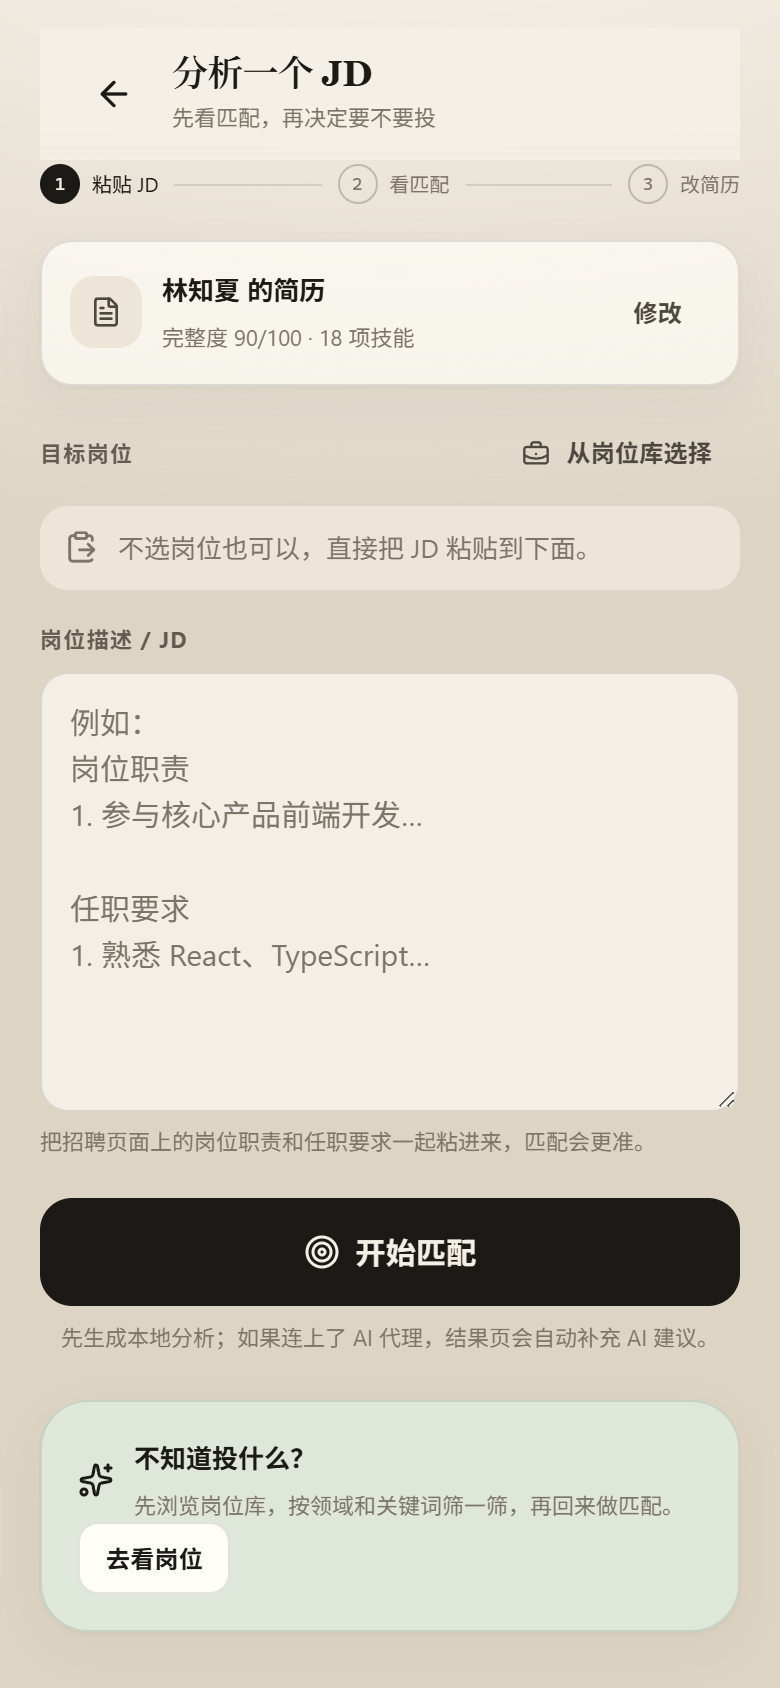 分析一个 JD
先看匹配，再决定要不要投
1 粘贴 JD 2 看匹配 3 改简历
林知夏 的简历
完整度 90/100 · 18 项技能
修改
目标岗位
从岗位库选择
不选岗位也可以，直接把 JD 粘贴到下面。
岗位描述 / JD
例如：
岗位职责
1. 参与核心产品前端开发...
任职要求
1. 熟悉 React、TypeScript...
把招聘页面上的岗位职责和任职要求一起粘进来，匹配会更准。
开始匹配
先生成本地分析；如果连上了 AI 代理，结果页会自动补充 AI 建议。
不知道投什么？
先浏览岗位库，按领域和关键词筛一筛，再回来做匹配。
去看岗位